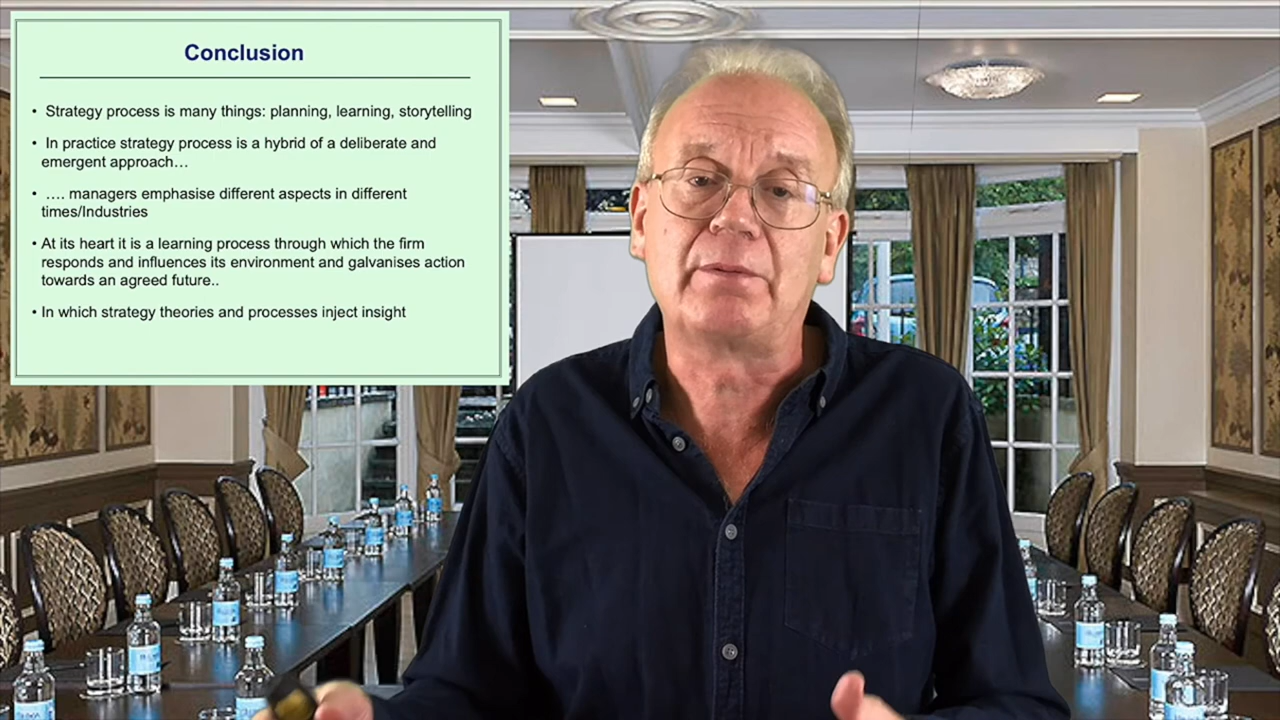 Conclusion
• Strategy process is many things: planning, learning, storytelling
• In practice strategy process is a hybrid of a deliberate and
emergent approach…
• …. managers emphasise different aspects in different
times/Industries
• At its heart it is a learning process through which the firm
responds and influences its environment and galvanises action
towards an agreed future..
• In which strategy theories and processes inject insight